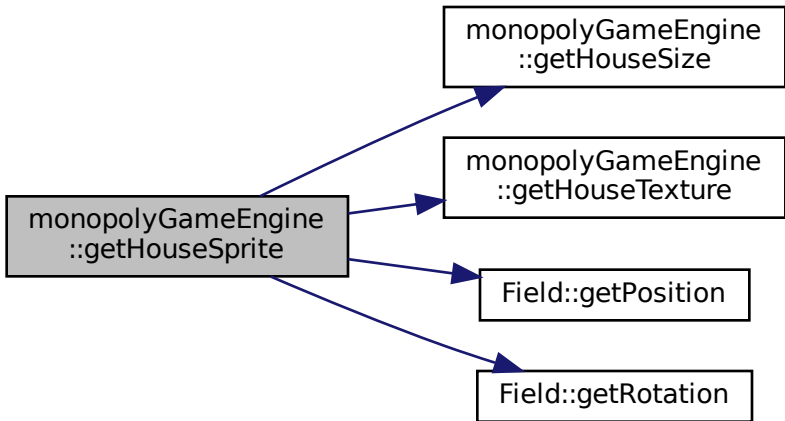 monopolyGameEngine
::getHouseSize
monopolyGameEngine
::getHouseTexture
monopolyGameEngine
::getHouseSprite
Field::getPosition
Field::getRotation